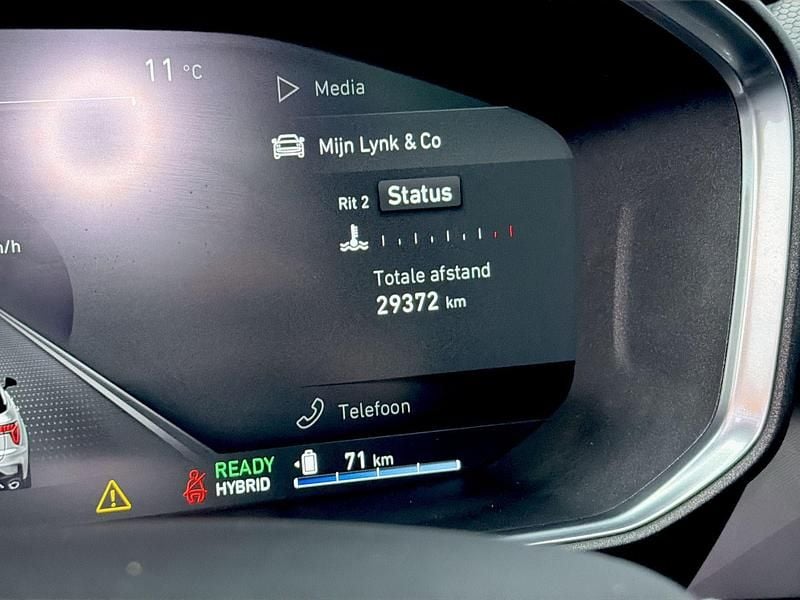 11 °C
Media
Mijn Lynk & Co
Rit 2 Status
/h
Totale afstand
29372 km
Telefoon
READY 71 km
HYBRID